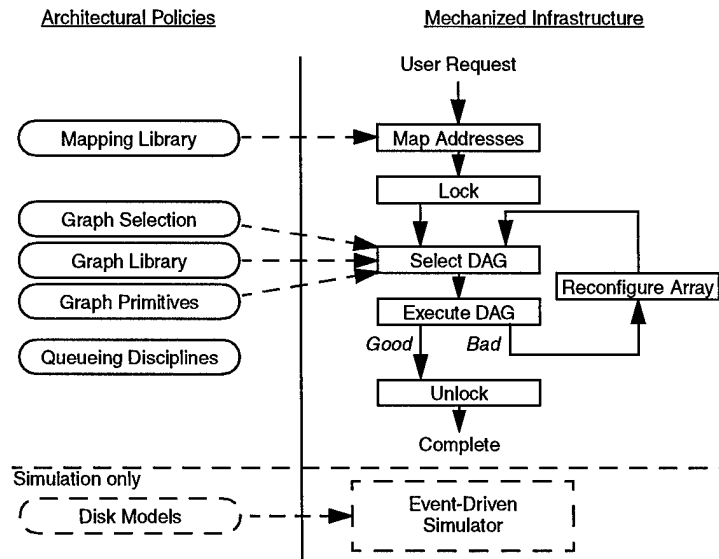 Architectural Policies
Mechanized Infrastructure
User Request
Mapping Library
Map Addresses
Lock
Graph Selection
Graph Library
Select DAG
Graph Primitives
Reconfigure Array
Execute DAG
Queueing Disciplines
Good
Bad
Unlock
Complete
Simulation only
Disk Models
Event-Driven
Simulator